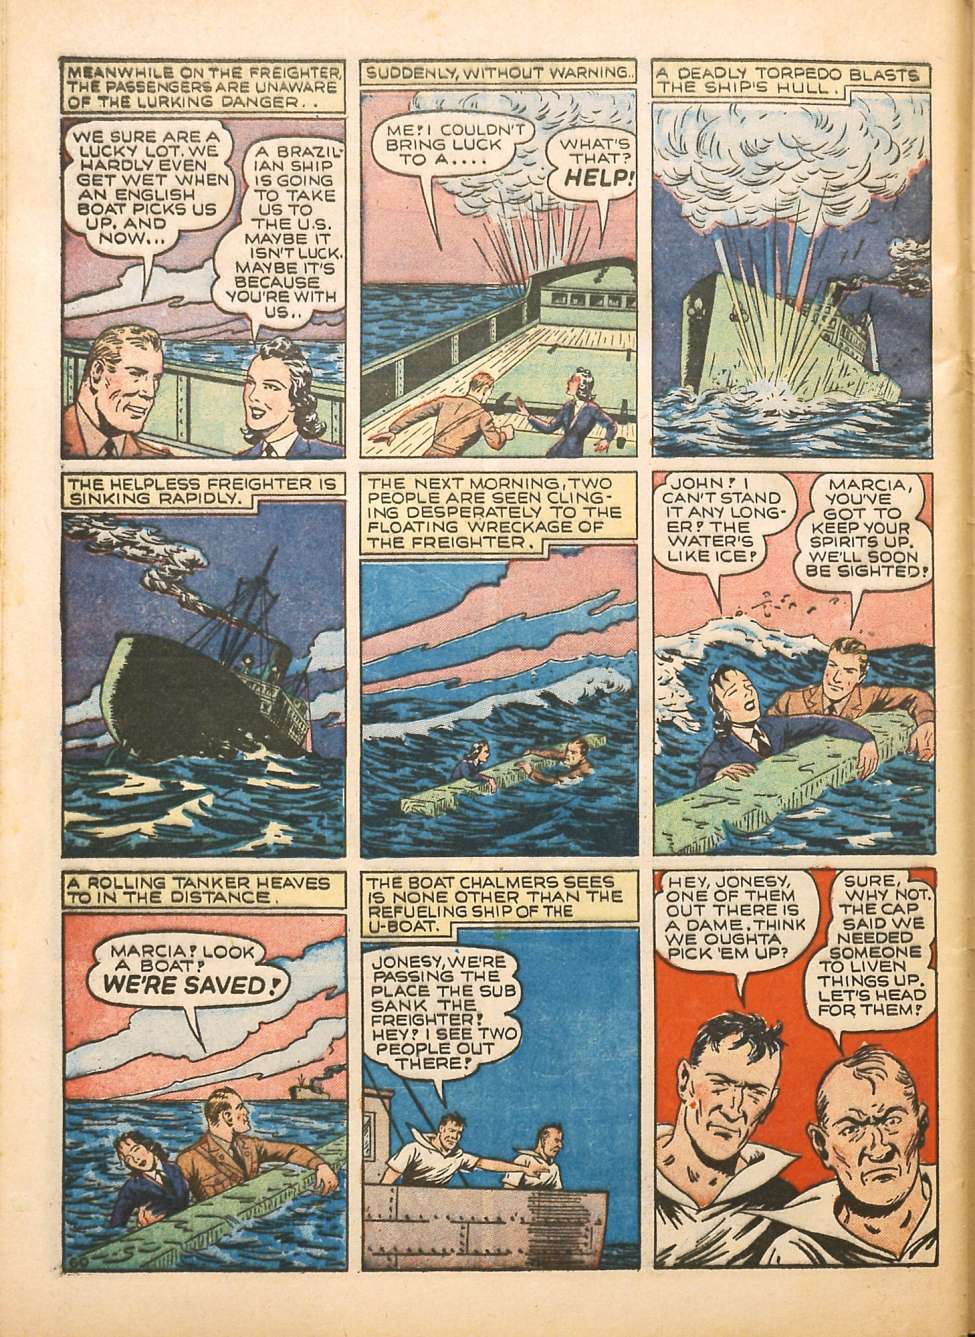 MEANWHILE ON THE FREIGHTER,
THE PASSENGERS ARE UNAWARE
OF THE LURKING DANGER..
WE SURE ARE A
LUCKY LOT. WE
HARDLY EVEN
GET WET WHEN
AN ENGLISH
BOAT PICKS US
UP. AND
NOW...
A BRAZIL-
IAN SHIP
IS GOING
TO TAKE
US TO
THE U.S.
MAYBE IT
ISN'T LUCK.
MAYBE IT'S
BECAUSE
YOU'RE WITH
US..
SUDDENLY, WITHOUT WARNING..
ME? I COULDN'T
BRING LUCK
TO A....
WHAT'S
THAT?
HELP!
A DEADLY TORPEDO BLASTS
THE SHIP'S HULL.
THE HELPLESS FREIGHTER IS
SINKING RAPIDLY.
THE NEXT MORNING, TWO
PEOPLE ARE SEEN CLING-
ING DESPERATELY TO THE
FLOATING WRECKAGE OF
THE FREIGHTER.
JOHN? I
CAN'T STAND
IT ANY LONG-
ER? THE
WATER'S
LIKE ICE?
MARCIA,
YOU'VE
GOT TO
KEEP YOUR
SPIRITS UP.
WE'LL SOON
BE SIGHTED?
A ROLLING TANKER HEAVES
TO IN THE DISTANCE.
MARCIA? LOOK
A BOAT?
WE'RE SAVED!
THE BOAT CHALMERS SEES
IS NONE OTHER THAN THE
REFUELING SHIP OF THE
U-BOAT.
JONESY, WE'RE
PASSING THE
PLACE THE SUB
SANK THE
FREIGHTER?
HEY? I SEE TWO
PEOPLE OUT
THERE?
HEY, JONESY,
ONE OF THEM
OUT THERE IS
A DAME. THINK
WE OUGHTA
PICK 'EM UP?
SURE,
WHY NOT.
THE CAP
SAID WE
NEEDED
SOMEONE
TO LIVEN
THINGS UP.
LET'S HEAD
FOR THEM?